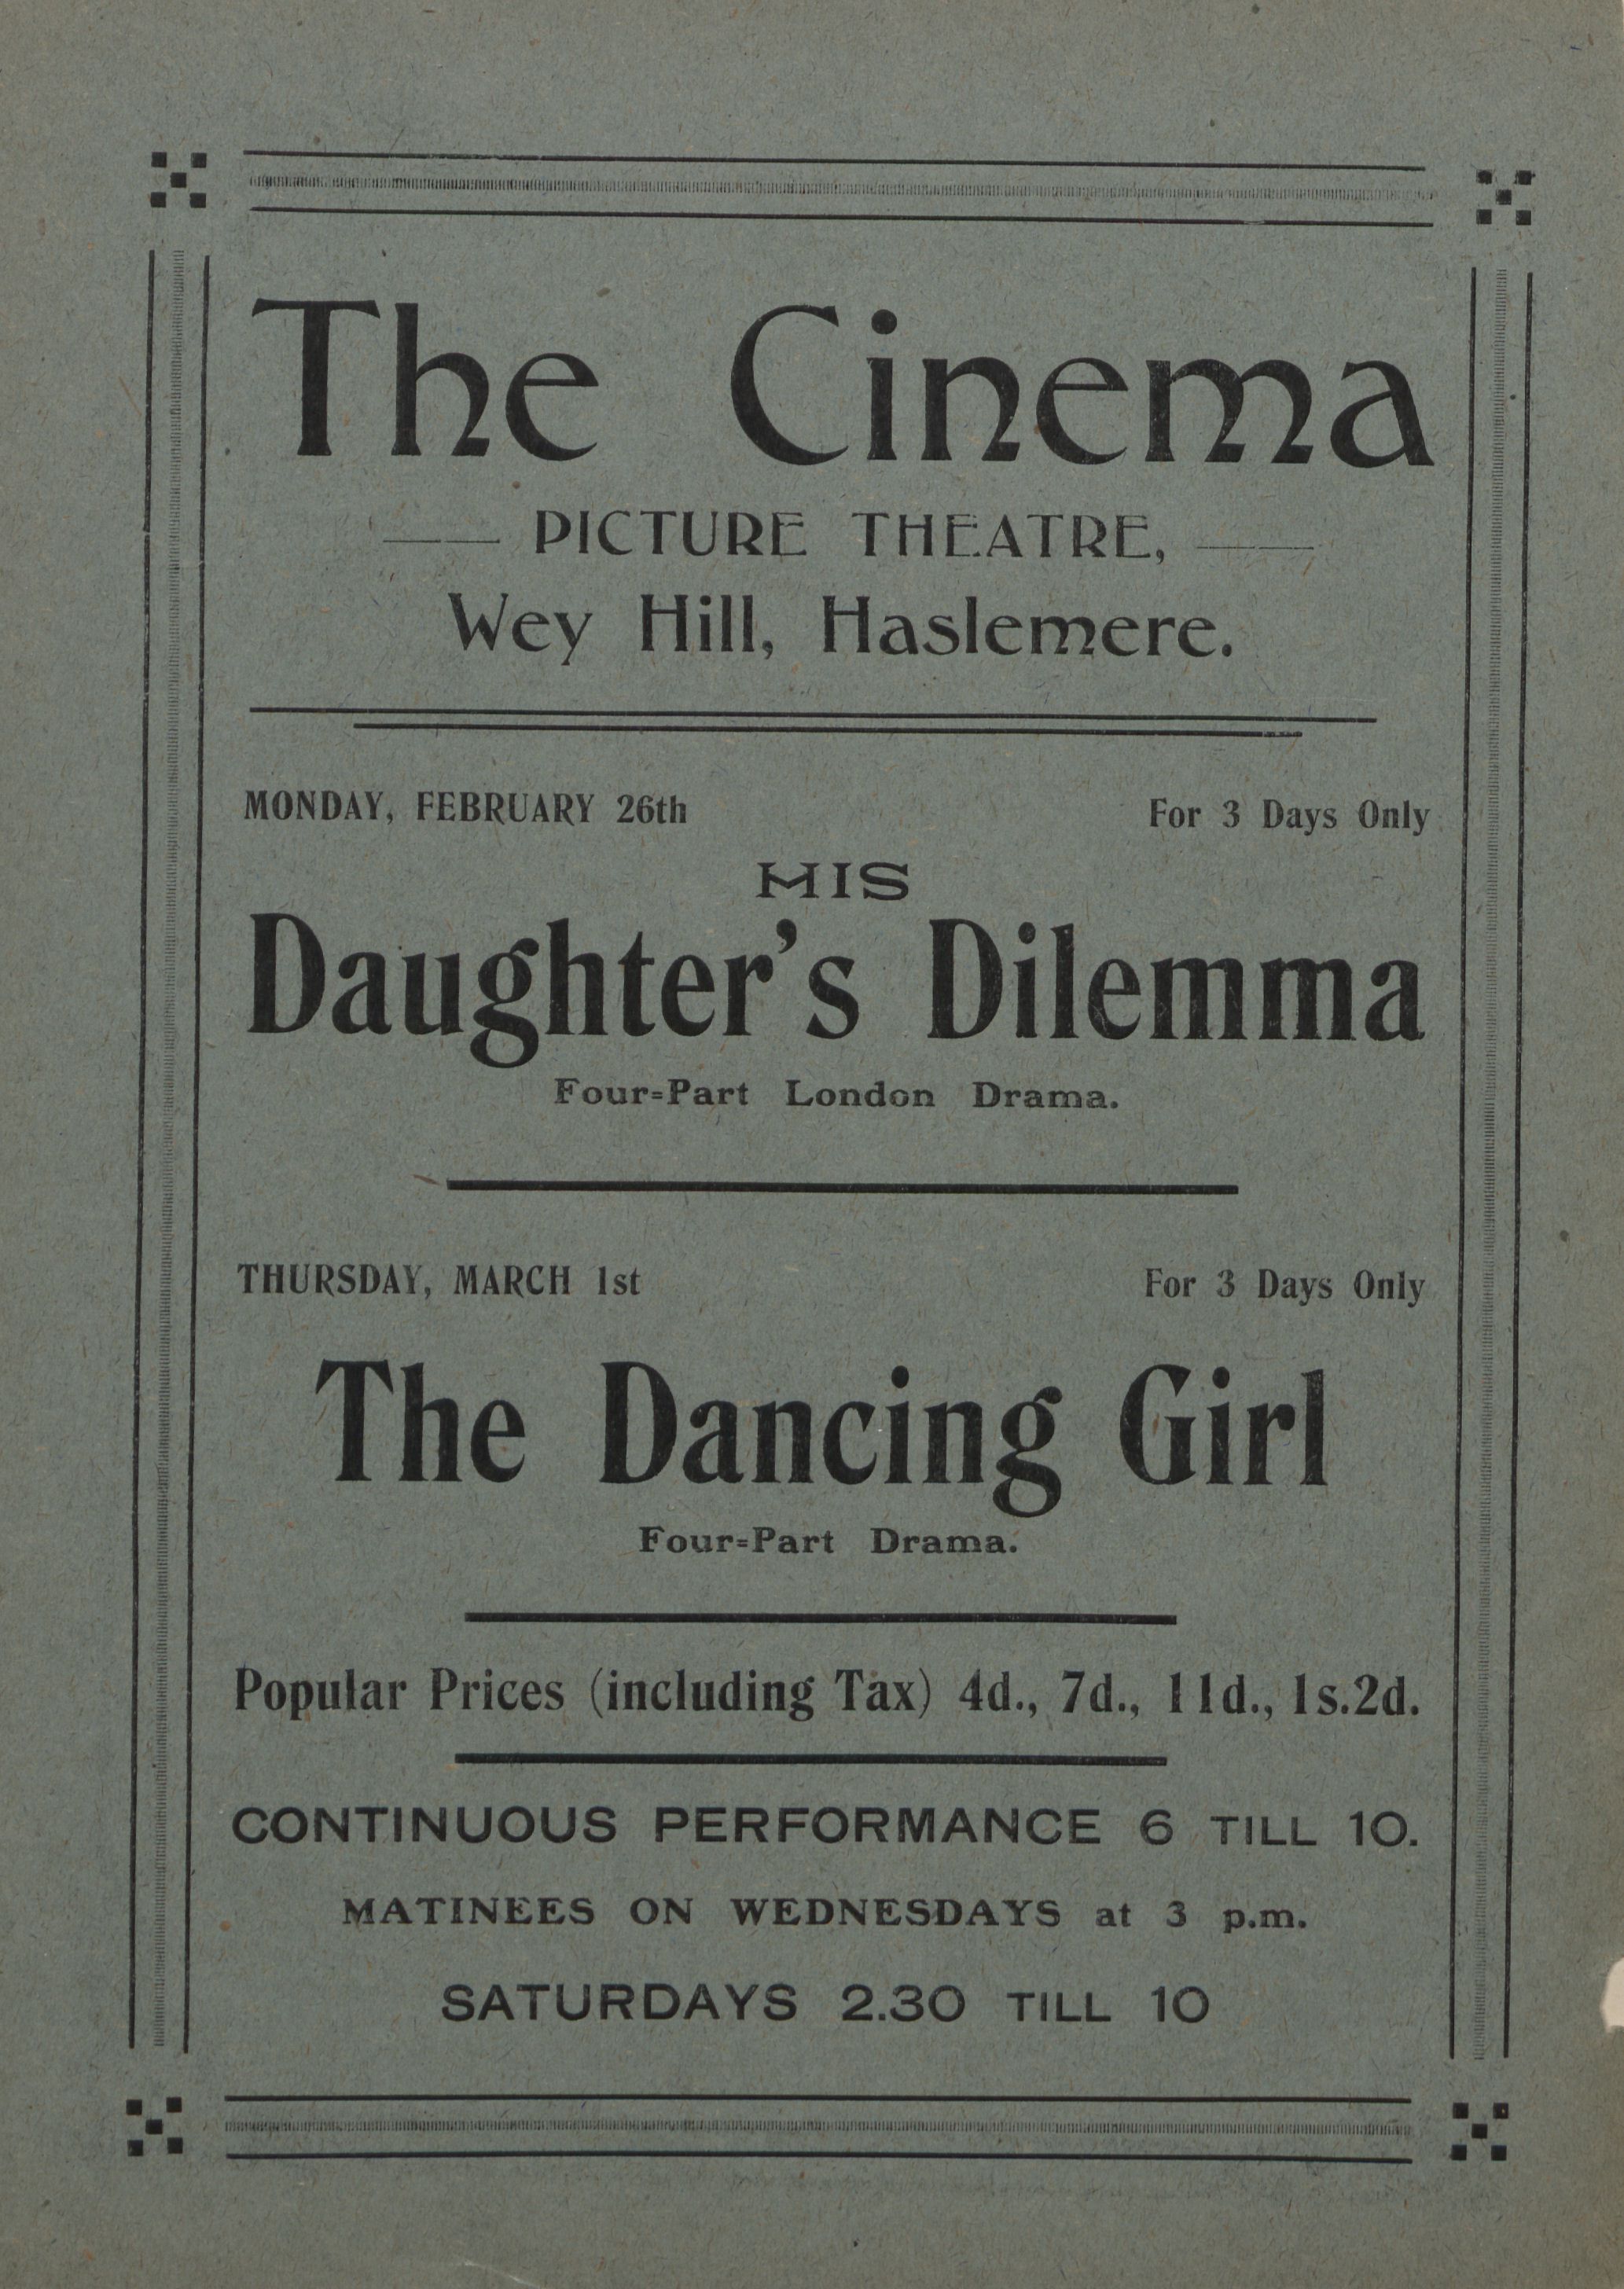 The Cinema
PICTURE THEATRE,
Wey Hill, Haslemere.
MONDAY, FEBRUARY 26th For 3 Days Only
HIS
Daughter's Dilemma
Four=Part London Drama.
THURSDAY, MARCH 1st For 3 Days Only
The Dancing Girl
Four=Part Drama.
Popular Prices (including Tax) 4d., 7d., 11d., 1s.2d.
CONTINUOUS PERFORMANCE 6 TILL 10.
MATINEES ON WEDNESDAYS at 3 p.m.
SATURDAYS 2.30 TILL 10